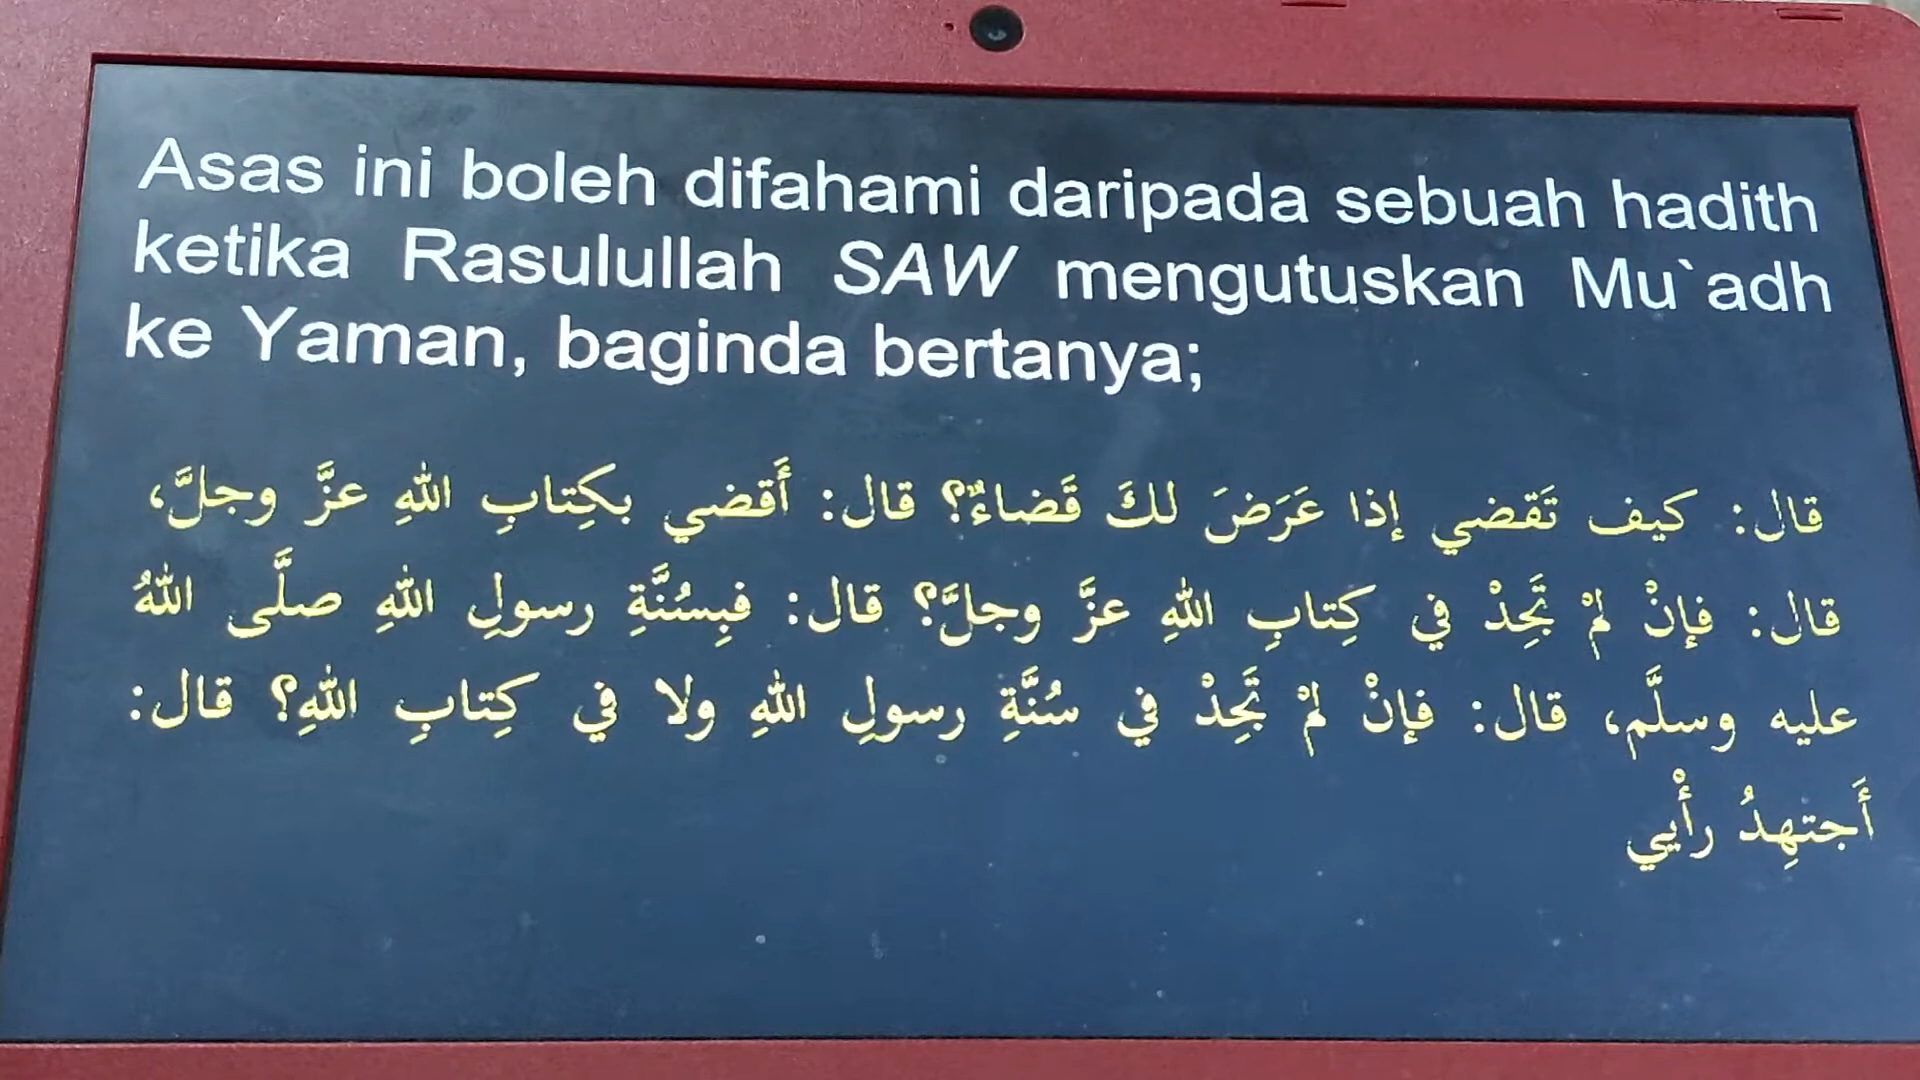 Asas ini boleh difahami daripada sebuah hadith
ketika Rasulullah SAW mengutuskan Mu`adh
ke Yaman, baginda bertanya;
قال: كيف تَقضي إذا عَرَضَ لكَ قَضاءٌ؟ قال: أَقضي بكِتابِ اللهِ عزَّ وجلَّ،
قال: فإنْ لمْ تَجِدْ في كِتابِ اللهِ عزَّ وجلَّ؟ قال: فبِسُنَّةِ رسولِ اللهِ صلَّى اللهُ
عليه وسلَّم، قال: فإنْ لمْ تَجِدْ في سُنَّةِ رسولِ اللهِ ولا في كِتابِ اللهِ؟ قال:
أَجتهِدُ رأْيي